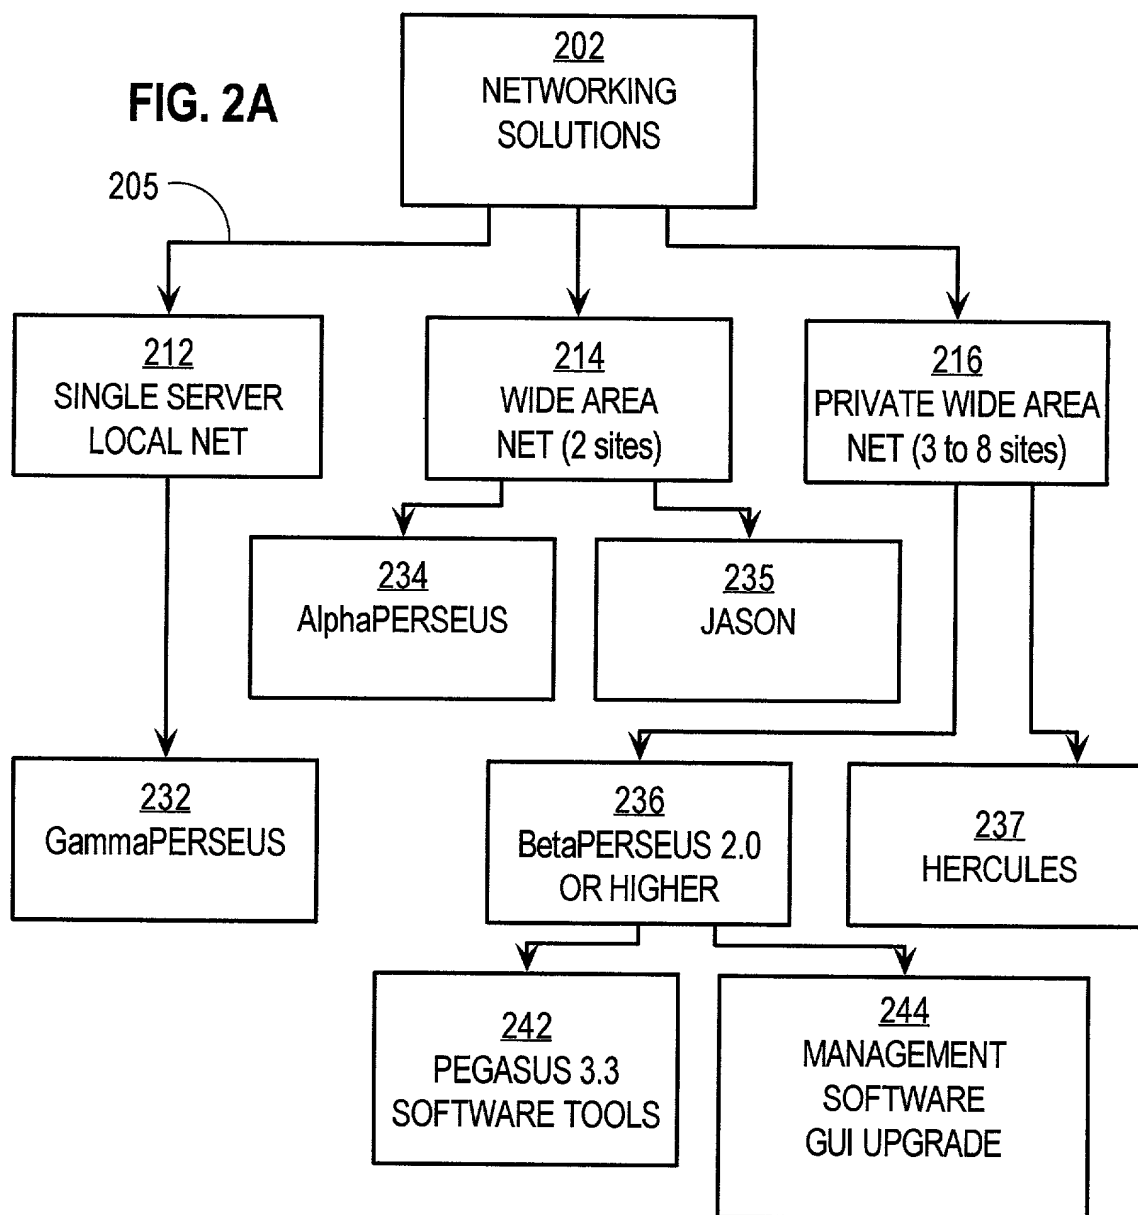 FIG. 2A
202
NETWORKING
SOLUTIONS
205
212
SINGLE SERVER
LOCAL NET
214
WIDE AREA
NET (2 sites)
216
PRIVATE WIDE AREA
NET (3 to 8 sites)
234
AlphaPERSEUS
235
JASON
232
GammaPERSEUS
236
BetaPERSEUS 2.0
OR HIGHER
237
HERCULES
242
PEGASUS 3.3
SOFTWARE TOOLS
244
MANAGEMENT
SOFTWARE
GUI UPGRADE